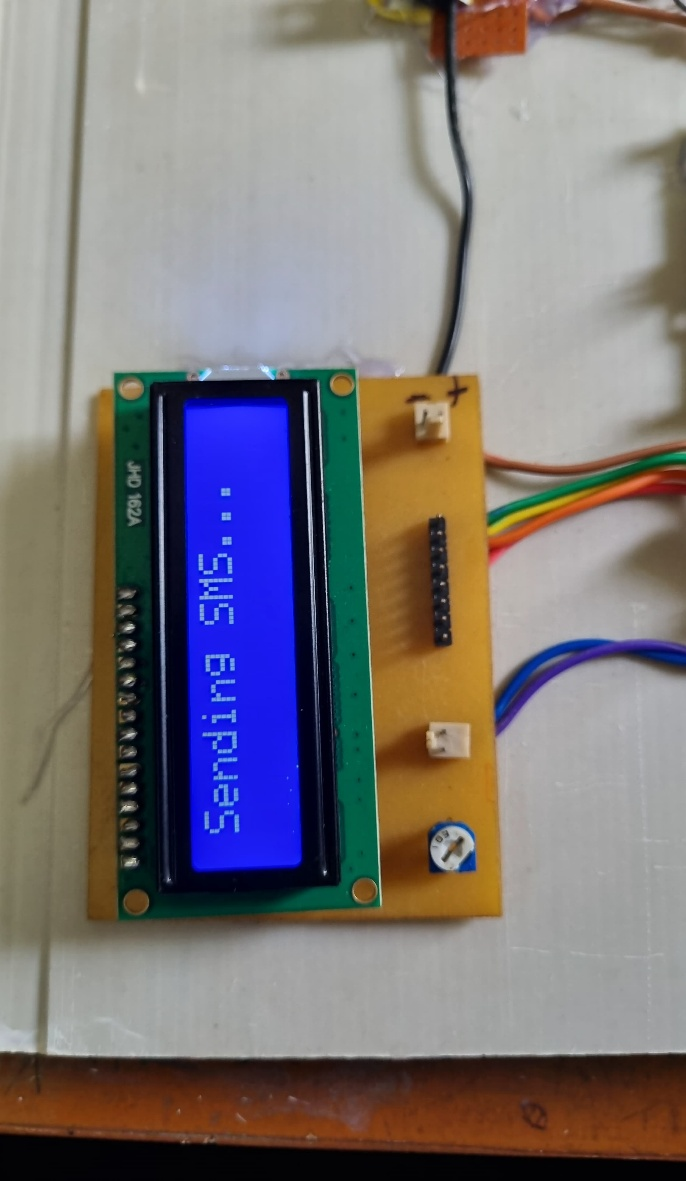 JHD 162A
Sending SMS...
- +